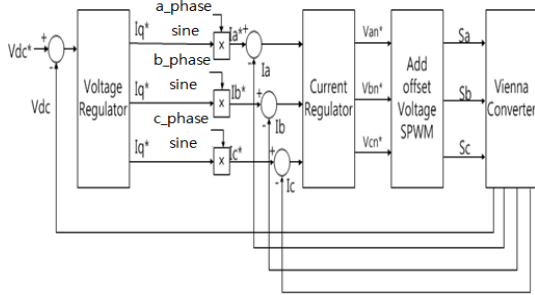 a_phase
sine
Iq*
x
Ia*
+
-
Ia
Vdc*
+
-
Vdc
Voltage
Regulator
b_phase
sine
Iq*
x
Ib*
+
-
Ib
c_phase
sine
Iq*
x
Ic*
+
-
Ic
Current
Regulator
Van*
Vbn*
Vcn*
Add
offset
Voltage
SPWM
Sa
Sb
Sc
Vienna
Converter